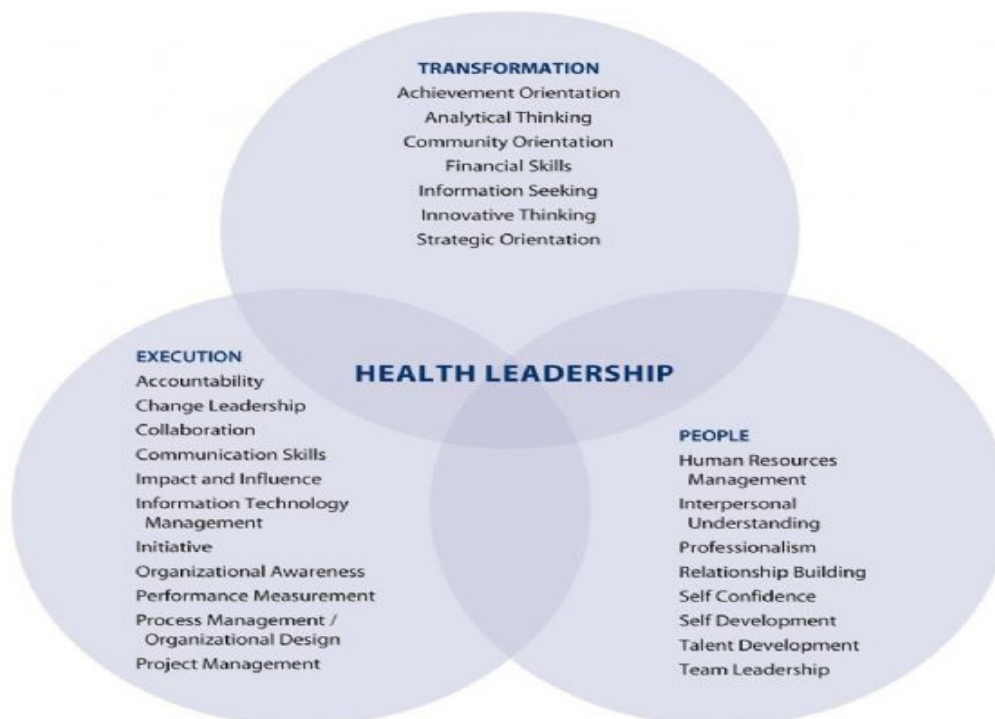 TRANSFORMATION
Achievement Orientation
Analytical Thinking
Community Orientation
Financial Skills
Information Seeking
Innovative Thinking
Strategic Orientation
HEALTH LEADERSHIP
EXECUTION
Accountability
Change Leadership
Collaboration
Communication Skills
Impact and Influence
Information Technology
Management
Initiative
Organizational Awareness
Performance Measurement
Process Management /
Organizational Design
Project Management
PEOPLE
Human Resources
Management
Interpersonal
Understanding
Professionalism
Relationship Building
Self Confidence
Self Development
Talent Development
Team Leadership